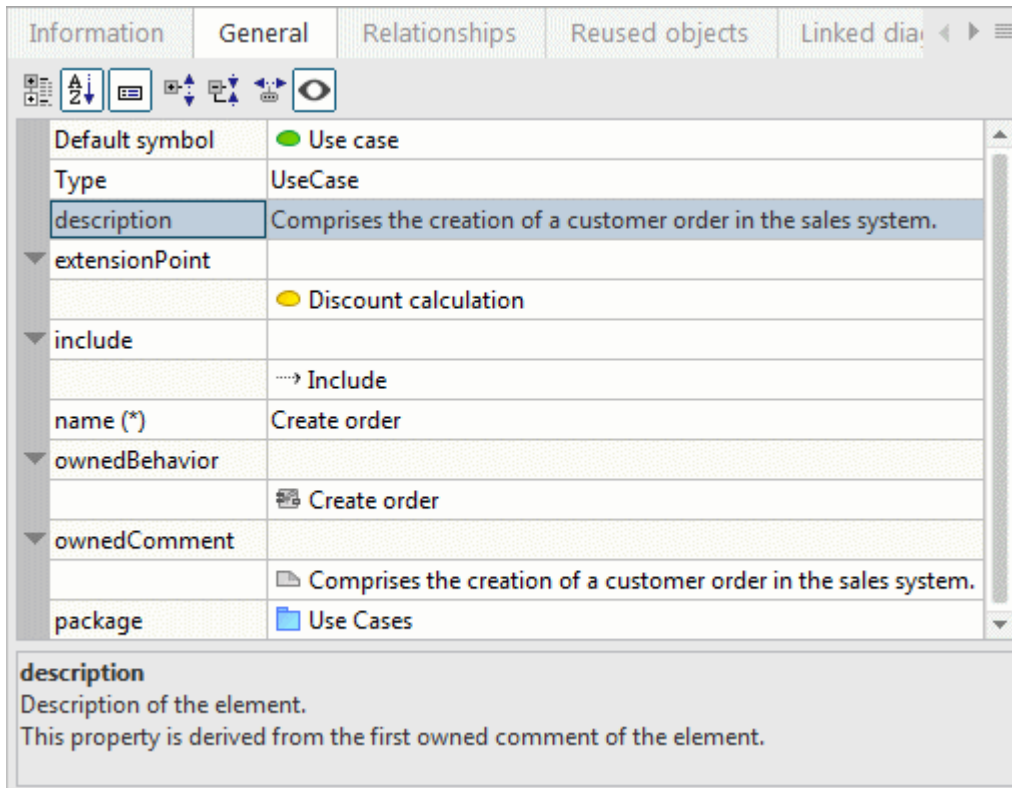 Information General Relationships Reused objects Linked dia
Default symbol Use case
Type UseCase
description Comprises the creation of a customer order in the sales system.
extensionPoint
Discount calculation
include
Include
name (*) Create order
ownedBehavior
Create order
ownedComment
Comprises the creation of a customer order in the sales system.
package Use Cases
description
Description of the element.
This property is derived from the first owned comment of the element.